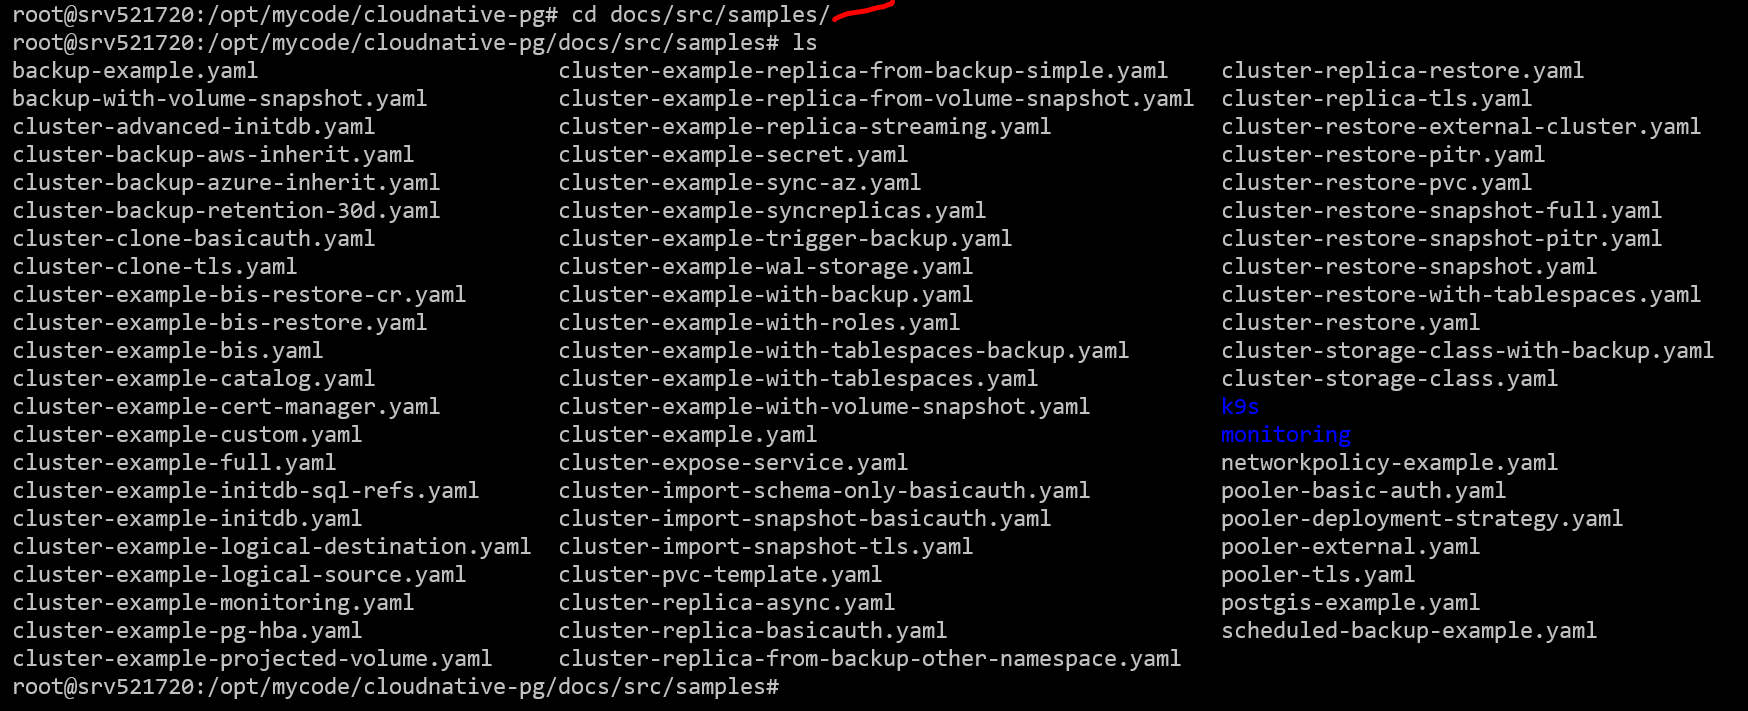 root@srv521720:/opt/mycode/cloudnative-pg# cd docs/src/samples/
root@srv521720:/opt/mycode/cloudnative-pg/docs/src/samples# ls
backup-example.yaml cluster-example-replica-from-backup-simple.yaml cluster-replica-restore.yaml
backup-with-volume-snapshot.yaml cluster-example-replica-from-volume-snapshot.yaml cluster-replica-tls.yaml
cluster-advanced-initdb.yaml cluster-example-replica-streaming.yaml cluster-restore-external-cluster.yaml
cluster-backup-aws-inherit.yaml cluster-example-secret.yaml cluster-restore-pitr.yaml
cluster-backup-azure-inherit.yaml cluster-example-sync-az.yaml cluster-restore-pvc.yaml
cluster-backup-retention-30d.yaml cluster-example-syncreplicas.yaml cluster-restore-snapshot-full.yaml
cluster-clone-basicauth.yaml cluster-example-trigger-backup.yaml cluster-restore-snapshot-pitr.yaml
cluster-clone-tls.yaml cluster-example-wal-storage.yaml cluster-restore-snapshot.yaml
cluster-example-bis-restore-cr.yaml cluster-example-with-backup.yaml cluster-restore-with-tablespaces.yaml
cluster-example-bis-restore.yaml cluster-example-with-roles.yaml cluster-restore.yaml
cluster-example-bis.yaml cluster-example-with-tablespaces-backup.yaml cluster-storage-class-with-backup.yaml
cluster-example-catalog.yaml cluster-example-with-tablespaces.yaml cluster-storage-class.yaml
cluster-example-cert-manager.yaml cluster-example-with-volume-snapshot.yaml k9s
cluster-example-custom.yaml cluster-example.yaml monitoring
cluster-example-full.yaml cluster-expose-service.yaml networkpolicy-example.yaml
cluster-example-initdb-sql-refs.yaml cluster-import-schema-only-basicauth.yaml pooler-basic-auth.yaml
cluster-example-initdb.yaml cluster-import-snapshot-basicauth.yaml pooler-deployment-strategy.yaml
cluster-example-logical-destination.yaml cluster-import-snapshot-tls.yaml pooler-external.yaml
cluster-example-logical-source.yaml cluster-pvc-template.yaml pooler-tls.yaml
cluster-example-monitoring.yaml cluster-replica-async.yaml postgis-example.yaml
cluster-example-pg-hba.yaml cluster-replica-basicauth.yaml scheduled-backup-example.yaml
cluster-example-projected-volume.yaml cluster-replica-from-backup-other-namespace.yaml
root@srv521720:/opt/mycode/cloudnative-pg/docs/src/samples#